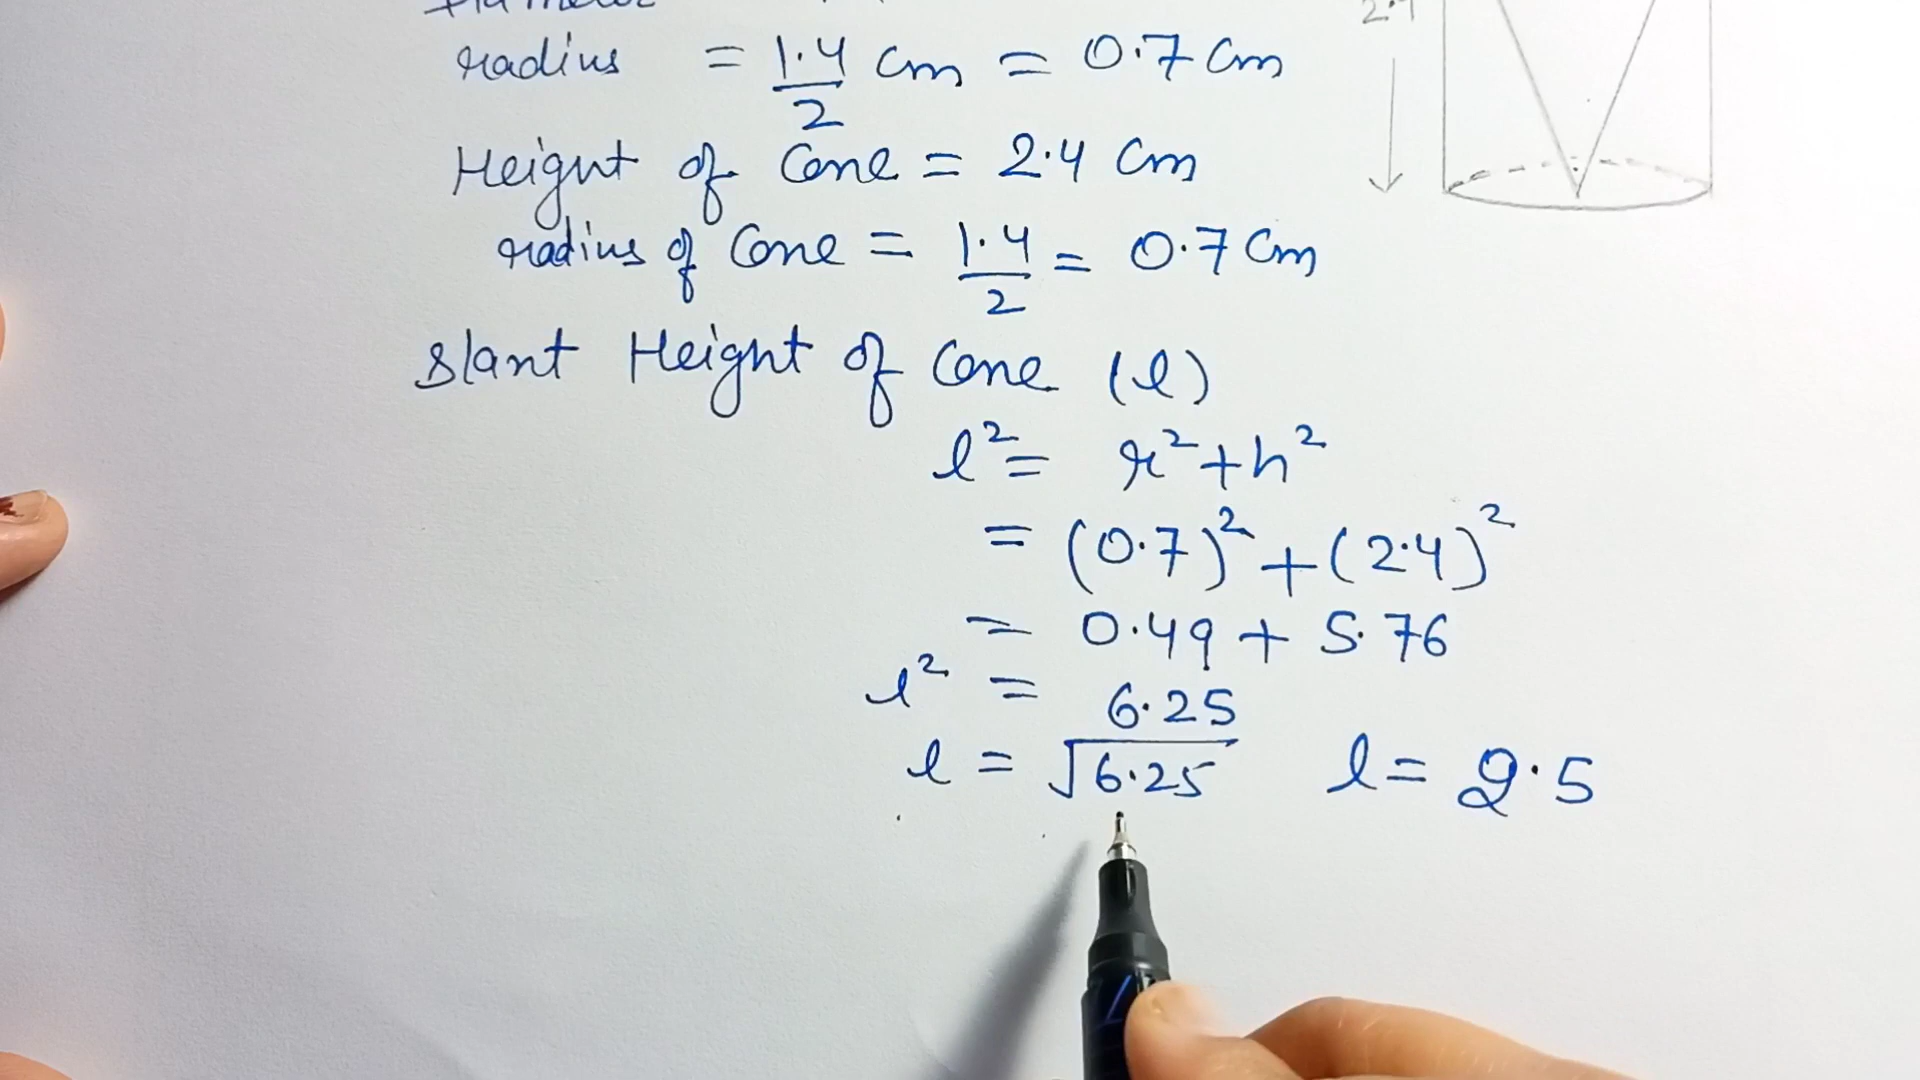 radius = 1.4/2 cm = 0.7 cm
2.4
Height of Cone = 2.4 cm
radius of Cone = 1.4/2 = 0.7 cm
Slant Height of Cone (l)
l² = r² + h²
= (0.7)² + (2.4)²
= 0.49 + 5.76
l² = 6.25
l = √6.25 l = 2.5